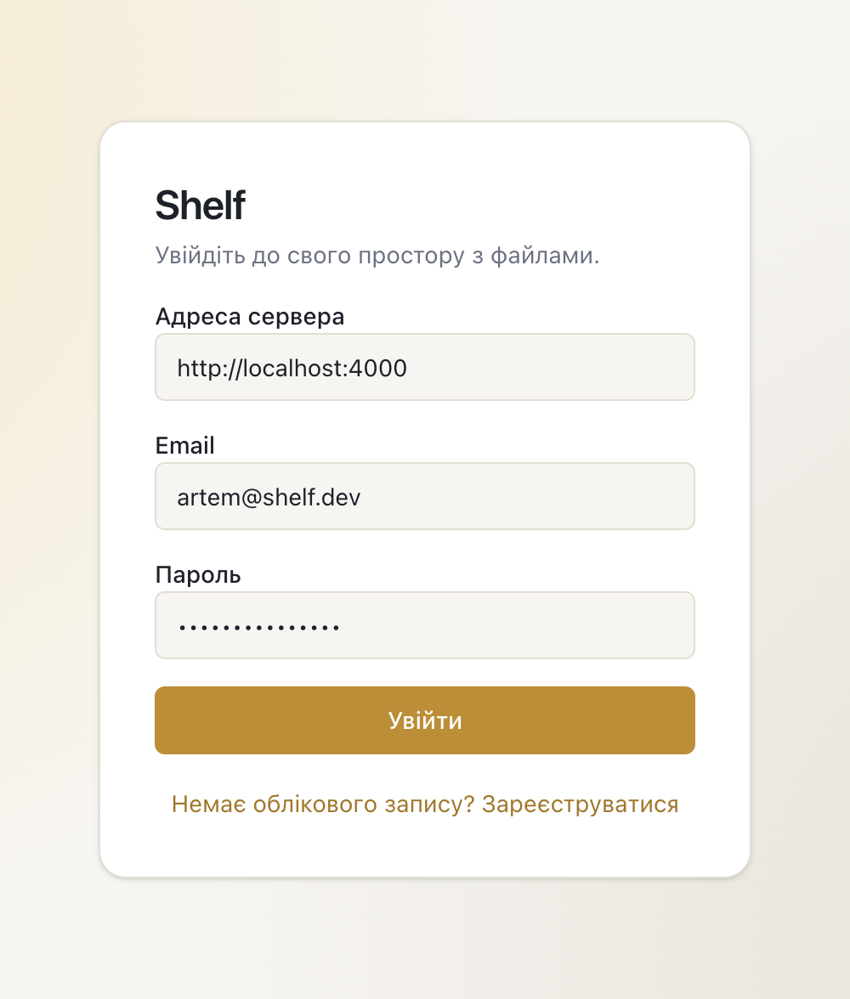 Shelf
Увійдіть до свого простору з файлами.
Адреса сервера
http://localhost:4000
Email
artem@shelf.dev
Пароль
•••••••••••••••
Увійти
Немає облікового запису? Зареєструватися